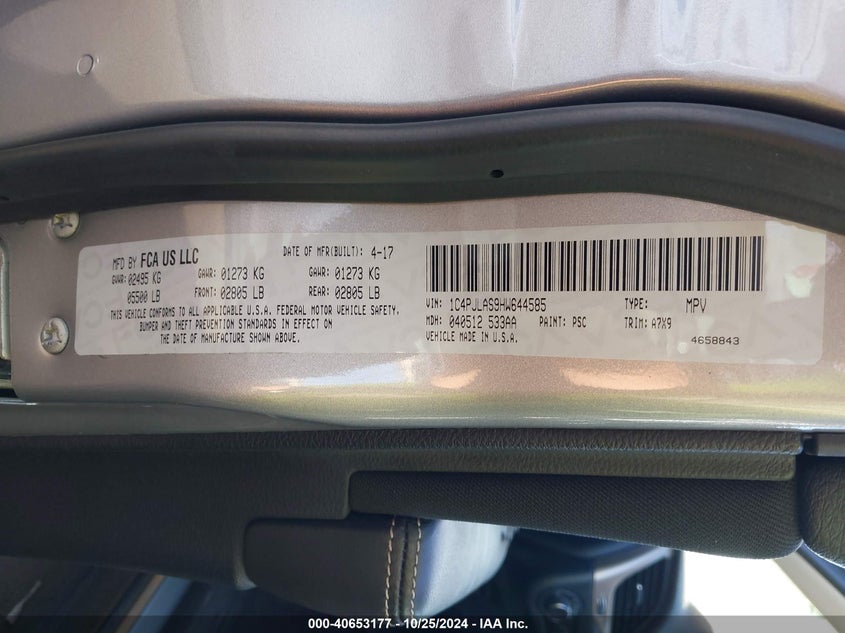 MFD BY FCA US LLC DATE OF MFR(BUILT): 4-17
GVWR: 02495 KG GAWR: 01273 KG GAWR: 01273 KG
05500 LB FRONT: 02805 LB REAR: 02805 LB
THIS VEHICLE CONFORMS TO ALL APPLICABLE U.S.A. FEDERAL MOTOR VEHICLE SAFETY,
BUMPER AND THEFT PREVENTION STANDARDS IN EFFECT ON
THE DATE OF MANUFACTURE SHOWN ABOVE.
VIN: 1C4PJLAS9HW644585 TYPE: MPV
MDH: 040512 533AA PAINT: PSC TRIM: A7X9
VEHICLE MADE IN U.S.A. 4658843
000-40653177 - 10/25/2024 - IAA Inc.